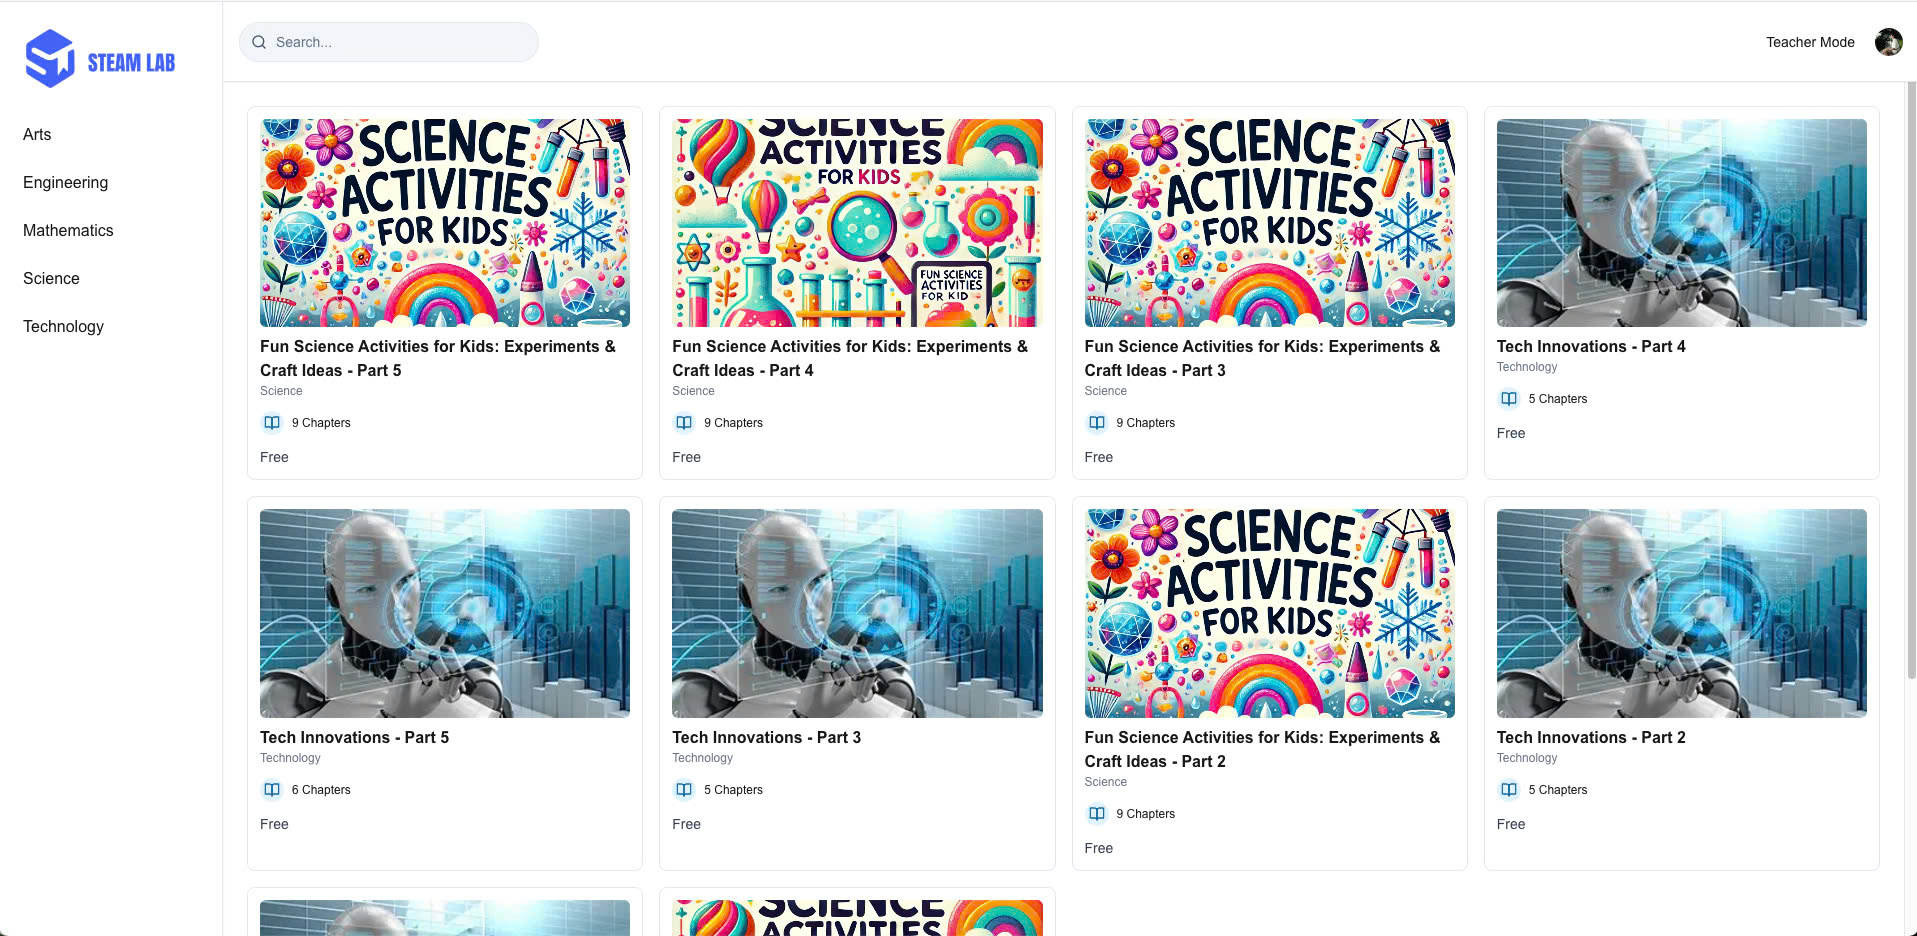 STEAM LAB
Search...
Teacher Mode
Arts
Engineering
Mathematics
Science
Technology
SCIENCE
ACTIVITIES
FOR KIDS
Fun Science Activities for Kids: Experiments &
Craft Ideas - Part 5
Science
9 Chapters
Free
SCIENCE
ACTIVITIES
FOR KIDS
FUN SCIENCE
ACTIVITIES
FOR KID
Fun Science Activities for Kids: Experiments &
Craft Ideas - Part 4
Science
9 Chapters
Free
SCIENCE
ACTIVITIES
FOR KIDS
Fun Science Activities for Kids: Experiments &
Craft Ideas - Part 3
Science
9 Chapters
Free
Tech Innovations - Part 4
Technology
5 Chapters
Free
Tech Innovations - Part 5
Technology
6 Chapters
Free
Tech Innovations - Part 3
Technology
5 Chapters
Free
SCIENCE
ACTIVITIES
FOR KIDS
Fun Science Activities for Kids: Experiments &
Craft Ideas - Part 2
Science
9 Chapters
Free
Tech Innovations - Part 2
Technology
5 Chapters
Free
SCIENCE
ACTIVITIES